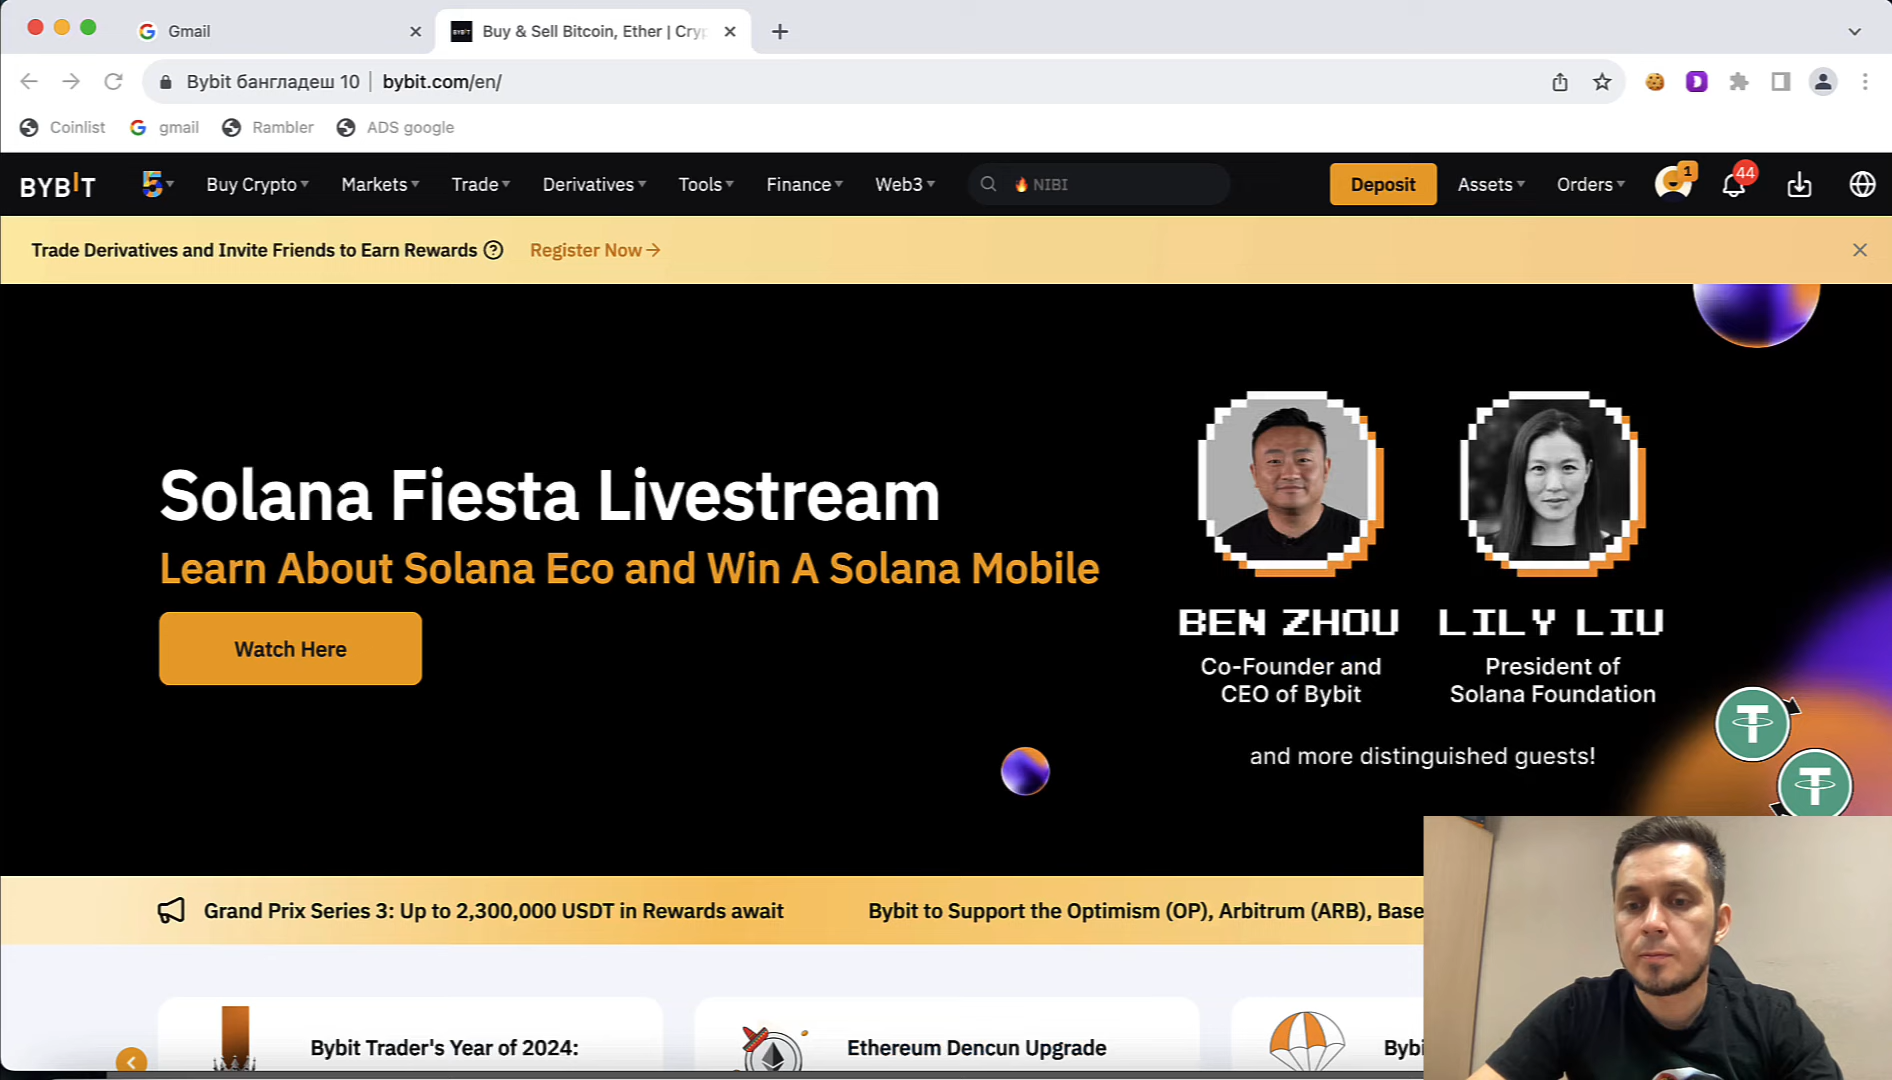 Gmail
Buy & Sell Bitcoin, Ether | Cryp
Bybit бангладеш 10 | bybit.com/en/
Coinlist gmail Rambler ADS google
BYBIT 5 Buy Crypto Markets Trade Derivatives Tools Finance Web3 NIBI Deposit Assets Orders 1 44
Trade Derivatives and Invite Friends to Earn Rewards Register Now
Solana Fiesta Livestream
Learn About Solana Eco and Win A Solana Mobile
Watch Here
BEN ZHOU
Co-Founder and
CEO of Bybit
LILY LIU
President of
Solana Foundation
and more distinguished guests!
Grand Prix Series 3: Up to 2,300,000 USDT in Rewards await
Bybit to Support the Optimism (OP), Arbitrum (ARB), Base
Bybit Trader's Year of 2024:
Ethereum Dencun Upgrade
Bybi